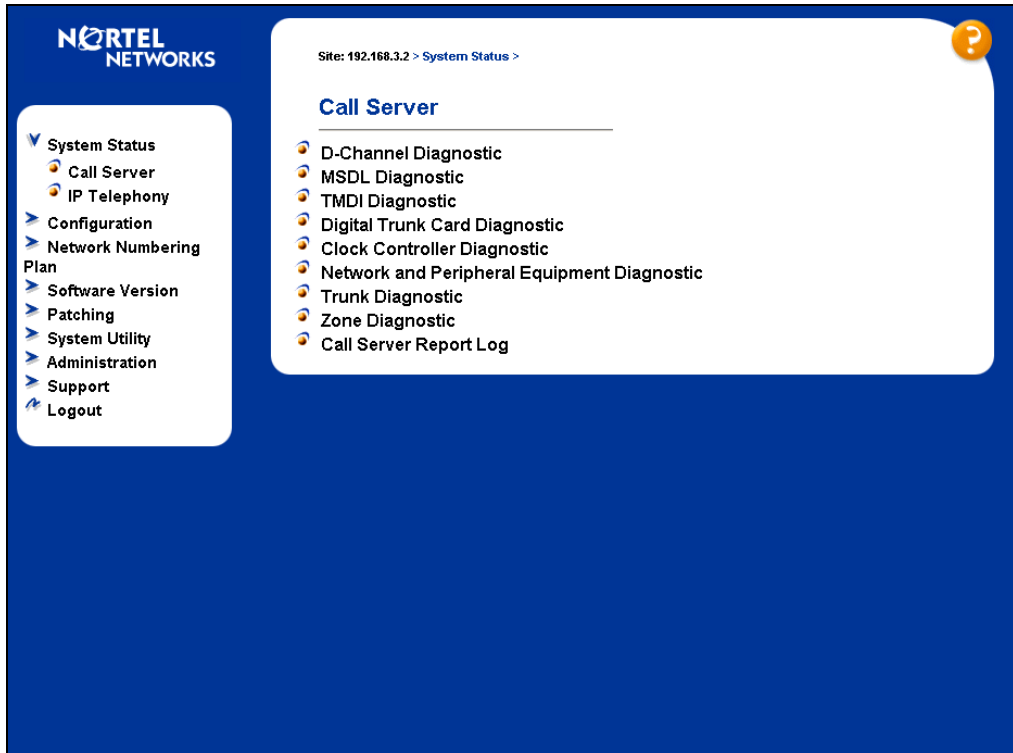 NORTEL
NETWORKS
Site: 192.168.3.2 > System Status >
?
Call Server
System Status
Call Server
IP Telephony
Configuration
Network Numbering
Plan
Software Version
Patching
System Utility
Administration
Support
Logout
D-Channel Diagnostic
MSDL Diagnostic
TMDI Diagnostic
Digital Trunk Card Diagnostic
Clock Controller Diagnostic
Network and Peripheral Equipment Diagnostic
Trunk Diagnostic
Zone Diagnostic
Call Server Report Log